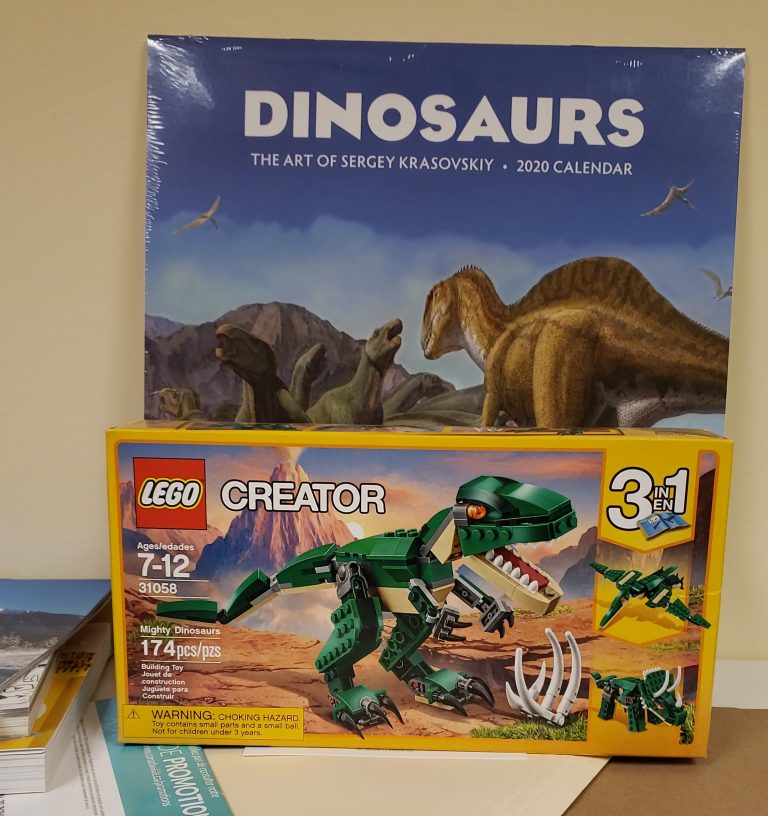 DINOSAURS
THE ART OF SERGEY KRASOVSKIY • 2020 CALENDAR
LEGO CREATOR
3 IN EN 1
Ages/edades
7-12
31058
Mighty Dinosaurs
174pcs/pzs
Building Toy
Jouet de
construction
Juguete para
Construir
WARNING: CHOKING HAZARD.
Toy contains small parts and a small ball.
Not for children under 3 years.
DE PROMOTION